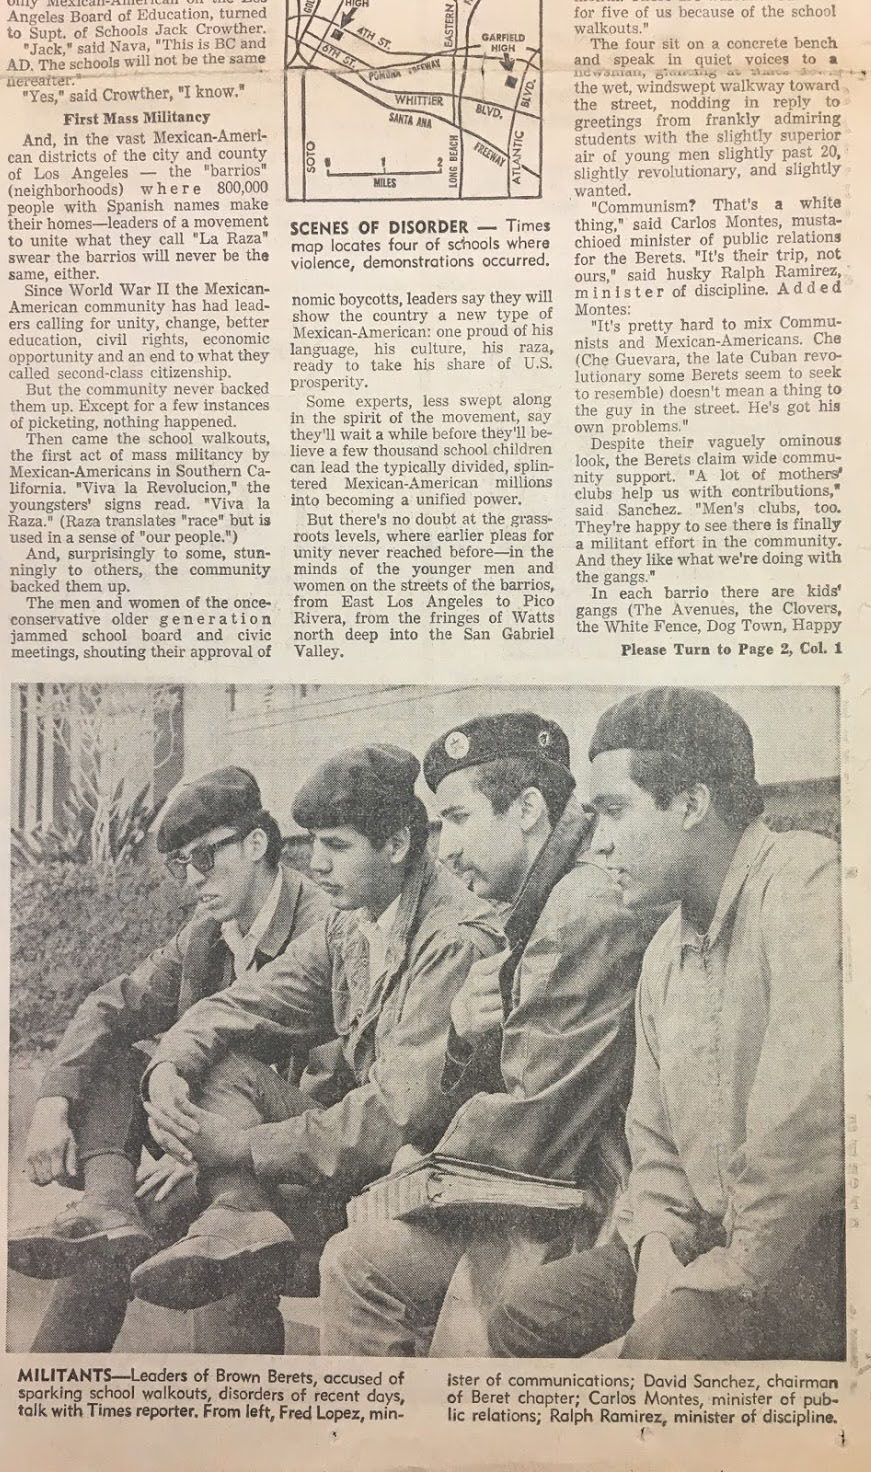 only Mexican-American on the Los
Angeles Board of Education, turned
to Supt. of Schools Jack Crowther.
"Jack," said Nava, "This is BC and
AD. The schools will not be the same
hereafter."
"Yes," said Crowther, "I know."
First Mass Militancy
And, in the vast Mexican-Ameri-
can districts of the city and county
of Los Angeles — the "barrios"
(neighborhoods) where 800,000
people with Spanish names make
their homes—leaders of a movement
to unite what they call "La Raza"
swear the barrios will never be the
same, either.
Since World War II the Mexican-
American community has had lead-
ers calling for unity, change, better
education, civil rights, economic
opportunity and an end to what they
called second-class citizenship.
But the community never backed
them up. Except for a few instances
of picketing, nothing happened.
Then came the school walkouts,
the first act of mass militancy by
Mexican-Americans in Southern Ca-
lifornia. "Viva la Revolucion," the
youngsters' signs read. "Viva la
Raza." (Raza translates "race" but is
used in a sense of "our people.")
And, surprisingly to some, stun-
ningly to others, the community
backed them up.
The men and women of the once-
conservative older generation
jammed school board and civic
meetings, shouting their approval of
HIGH
4TH ST.
6TH ST.
EASTERN
GARFIELD
HIGH
POMONA FREEWAY
WHITTIER
BLVD.
BLVD.
SANTA ANA
FREEWAY
SOTO
LONG BEACH
ATLANTIC
0 1 2
MILES
SCENES OF DISORDER — Times
map locates four of schools where
violence, demonstrations occurred.
nomic boycotts, leaders say they will
show the country a new type of
Mexican-American: one proud of his
language, his culture, his raza,
ready to take his share of U.S.
prosperity.
Some experts, less swept along
in the spirit of the movement, say
they'll wait a while before they'll be-
lieve a few thousand school children
can lead the typically divided, splin-
tered Mexican-American millions
into becoming a unified power.
But there's no doubt at the grass-
roots levels, where earlier pleas for
unity never reached before—in the
minds of the younger men and
women on the streets of the barrios,
from East Los Angeles to Pico
Rivera, from the fringes of Watts
north deep into the San Gabriel
Valley.
for five of us because of the school
walkouts."
The four sit on a concrete bench
and speak in quiet voices to a
newsman, glancing at times
the wet, windswept walkway toward
the street, nodding in reply to
greetings from frankly admiring
students with the slightly superior
air of young men slightly past 20,
slightly revolutionary, and slightly
wanted.
"Communism? That's a white
thing," said Carlos Montes, musta-
chioed minister of public relations
for the Berets. "It's their trip, not
ours," said husky Ralph Ramirez,
minister of discipline. Added
Montes:
"It's pretty hard to mix Commu-
nists and Mexican-Americans. Che
(Che Guevara, the late Cuban revo-
lutionary some Berets seem to seek
to resemble) doesn't mean a thing to
the guy in the street. He's got his
own problems."
Despite their vaguely ominous
look, the Berets claim wide commu-
nity support. "A lot of mothers'
clubs help us with contributions,"
said Sanchez. "Men's clubs, too.
They're happy to see there is finally
a militant effort in the community.
And they like what we're doing with
the gangs."
In each barrio there are kids'
gangs (The Avenues, the Clovers,
the White Fence, Dog Town, Happy
Please Turn to Page 2, Col. 1
MILITANTS—Leaders of Brown Berets, accused of
sparking school walkouts, disorders of recent days,
talk with Times reporter. From left, Fred Lopez, min-
ister of communications; David Sanchez, chairman
of Beret chapter; Carlos Montes, minister of pub-
lic relations; Ralph Ramirez, minister of discipline.